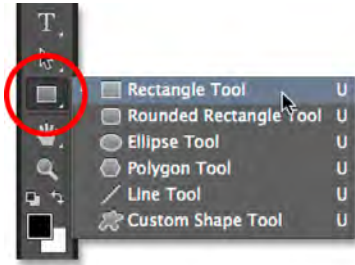 T
Rectangle Tool U
Rounded Rectangle Tool U
Ellipse Tool U
Polygon Tool U
Line Tool U
Custom Shape Tool U